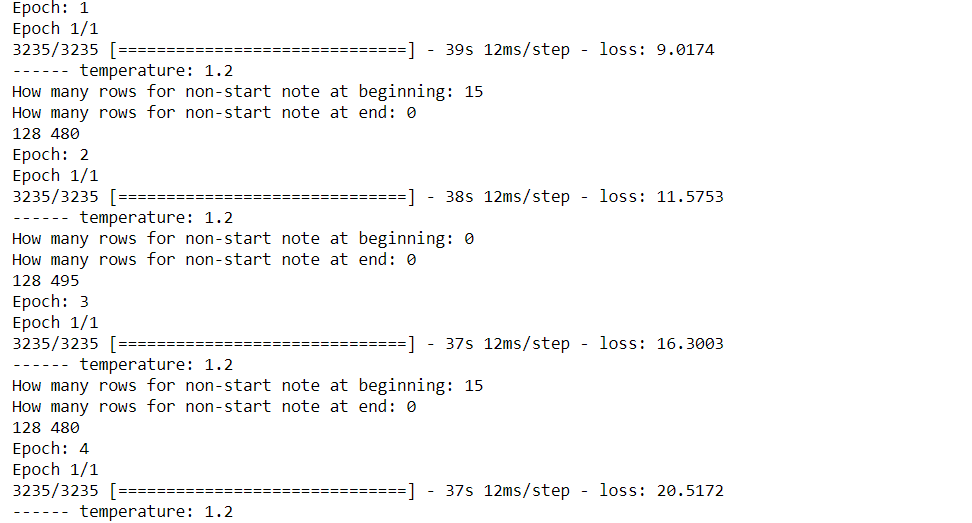 Epoch: 1
Epoch 1/1
3235/3235 [==============================] - 39s 12ms/step - loss: 9.0174
------ temperature: 1.2
How many rows for non-start note at beginning: 15
How many rows for non-start note at end: 0
128 480
Epoch: 2
Epoch 1/1
3235/3235 [==============================] - 38s 12ms/step - loss: 11.5753
------ temperature: 1.2
How many rows for non-start note at beginning: 0
How many rows for non-start note at end: 0
128 495
Epoch: 3
Epoch 1/1
3235/3235 [==============================] - 37s 12ms/step - loss: 16.3003
------ temperature: 1.2
How many rows for non-start note at beginning: 15
How many rows for non-start note at end: 0
128 480
Epoch: 4
Epoch 1/1
3235/3235 [==============================] - 37s 12ms/step - loss: 20.5172
------ temperature: 1.2